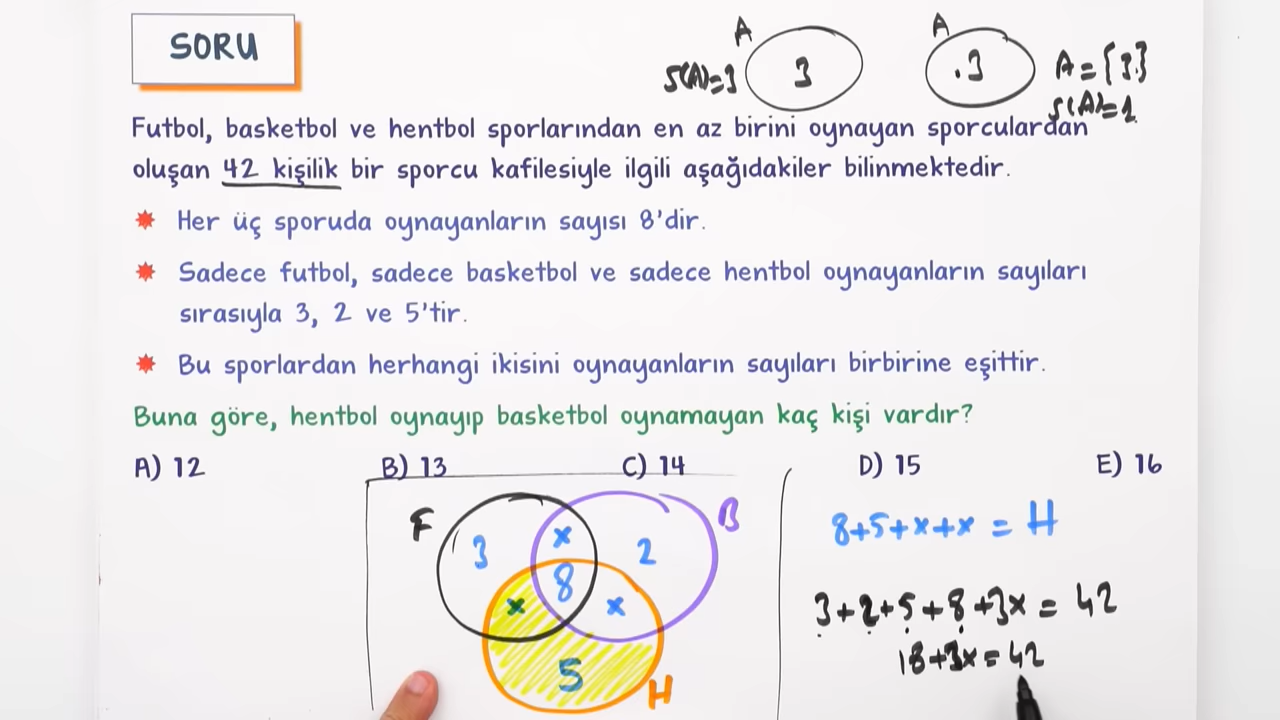 SORU
A
S(A)=3
3
A
.3
A = {3.}
S(A)=1
Futbol, basketbol ve hentbol sporlarından en az birini oynayan sporculardan
oluşan 42 kişilik bir sporcu kafilesiyle ilgili aşağıdakiler bilinmektedir.
Her üç sporuda oynayanların sayısı 8'dir.
Sadece futbol, sadece basketbol ve sadece hentbol oynayanların sayıları
sırasıyla 3, 2 ve 5'tir.
Bu sporlardan herhangi ikisini oynayanların sayıları birbirine eşittir.
Buna göre, hentbol oynayıp basketbol oynamayan kaç kişi vardır?
A) 12 B) 13 C) 14 D) 15 E) 16
F
B
3 x 2
8
x x
5
H
8+5+x+x = H
3+2+5+8+3x = 42
18+3x=42